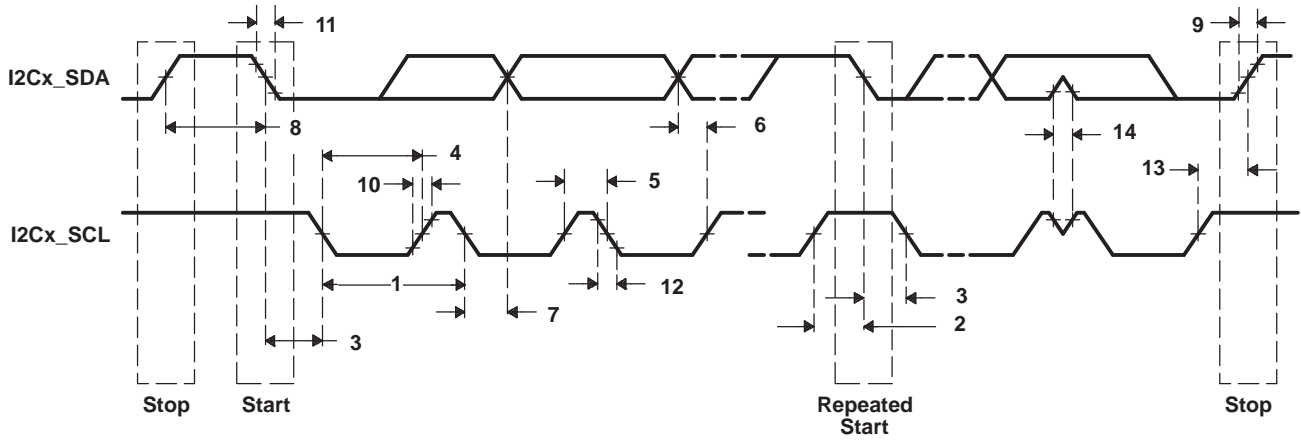 11
9
I2Cx_SDA
8
6
14
4
10
5
13
I2Cx_SCL
1
12
7
3
3
2
Stop
Start
Repeated
Start
Stop